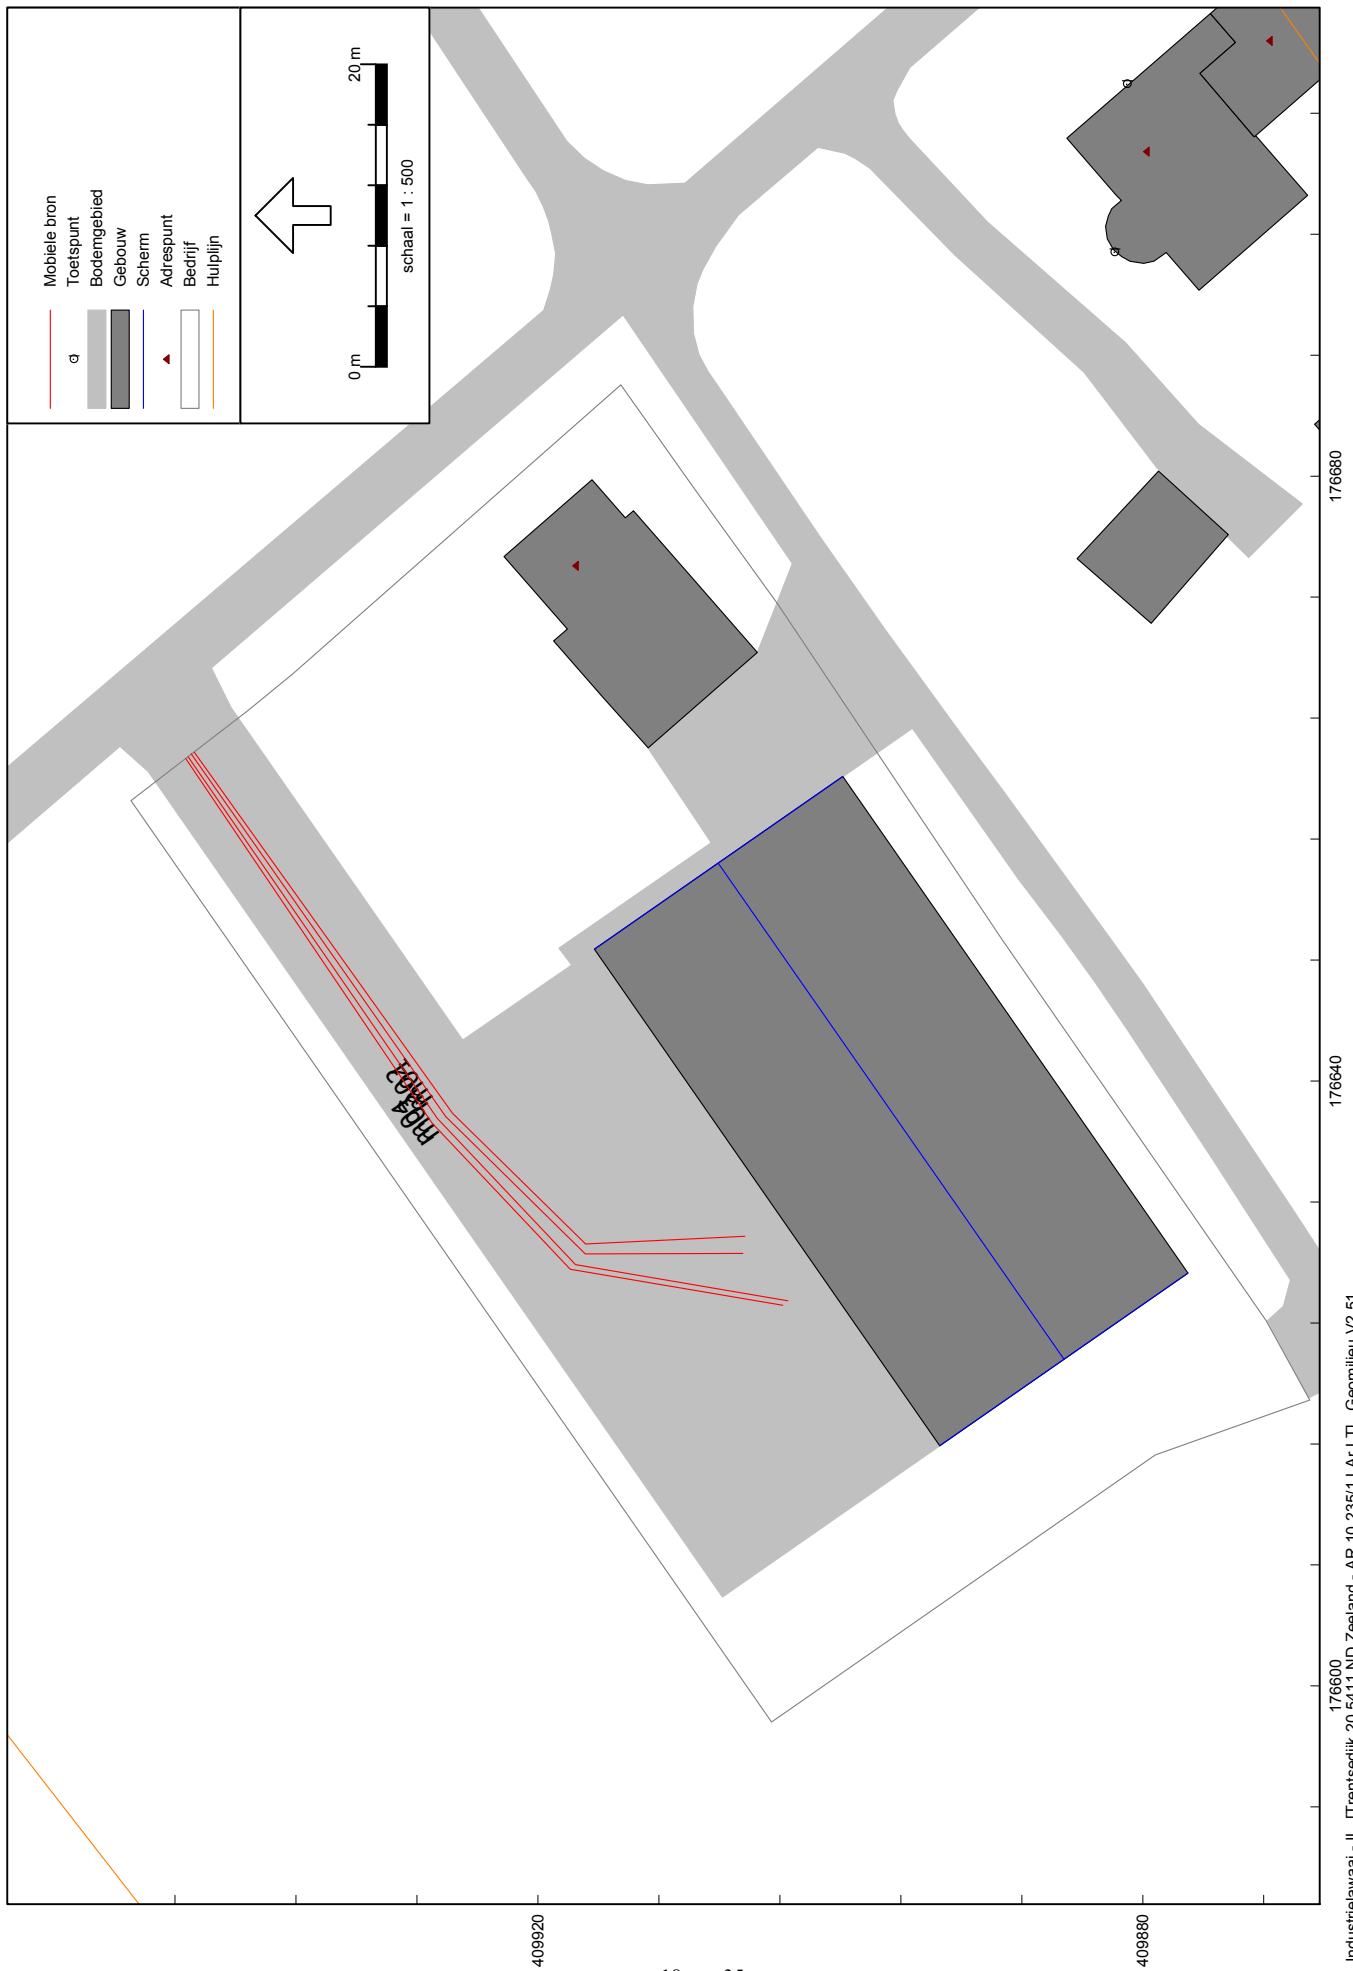 Mobiele bron
Toetspunt
Bodemgebied
Gebouw
Scherm
Adrespunt
Bedrijf
Hulplijn
0 m
20 m
schaal = 1 : 500
m04
409920
409880
176600
176640
176680